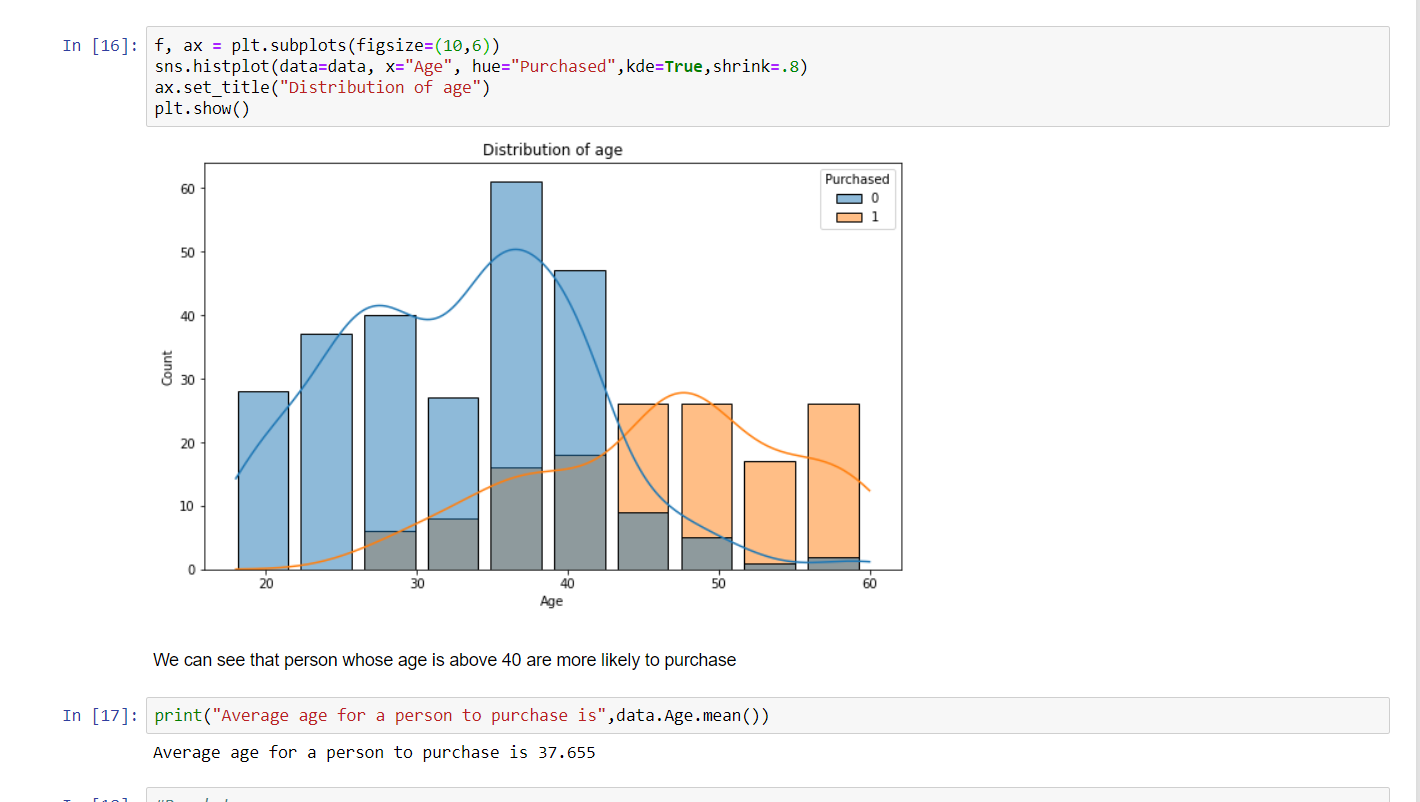 In [16]: f, ax = plt.subplots(figsize=(10,6))
sns.histplot(data=data, x="Age", hue="Purchased",kde=True,shrink=.8)
ax.set_title("Distribution of age")
plt.show()
Distribution of age
Purchased
0
1
60
50
40
30
20
10
0
Count
20 30 40 50 60
Age
We can see that person whose age is above 40 are more likely to purchase
In [17]: print("Average age for a person to purchase is",data.Age.mean())
Average age for a person to purchase is 37.655